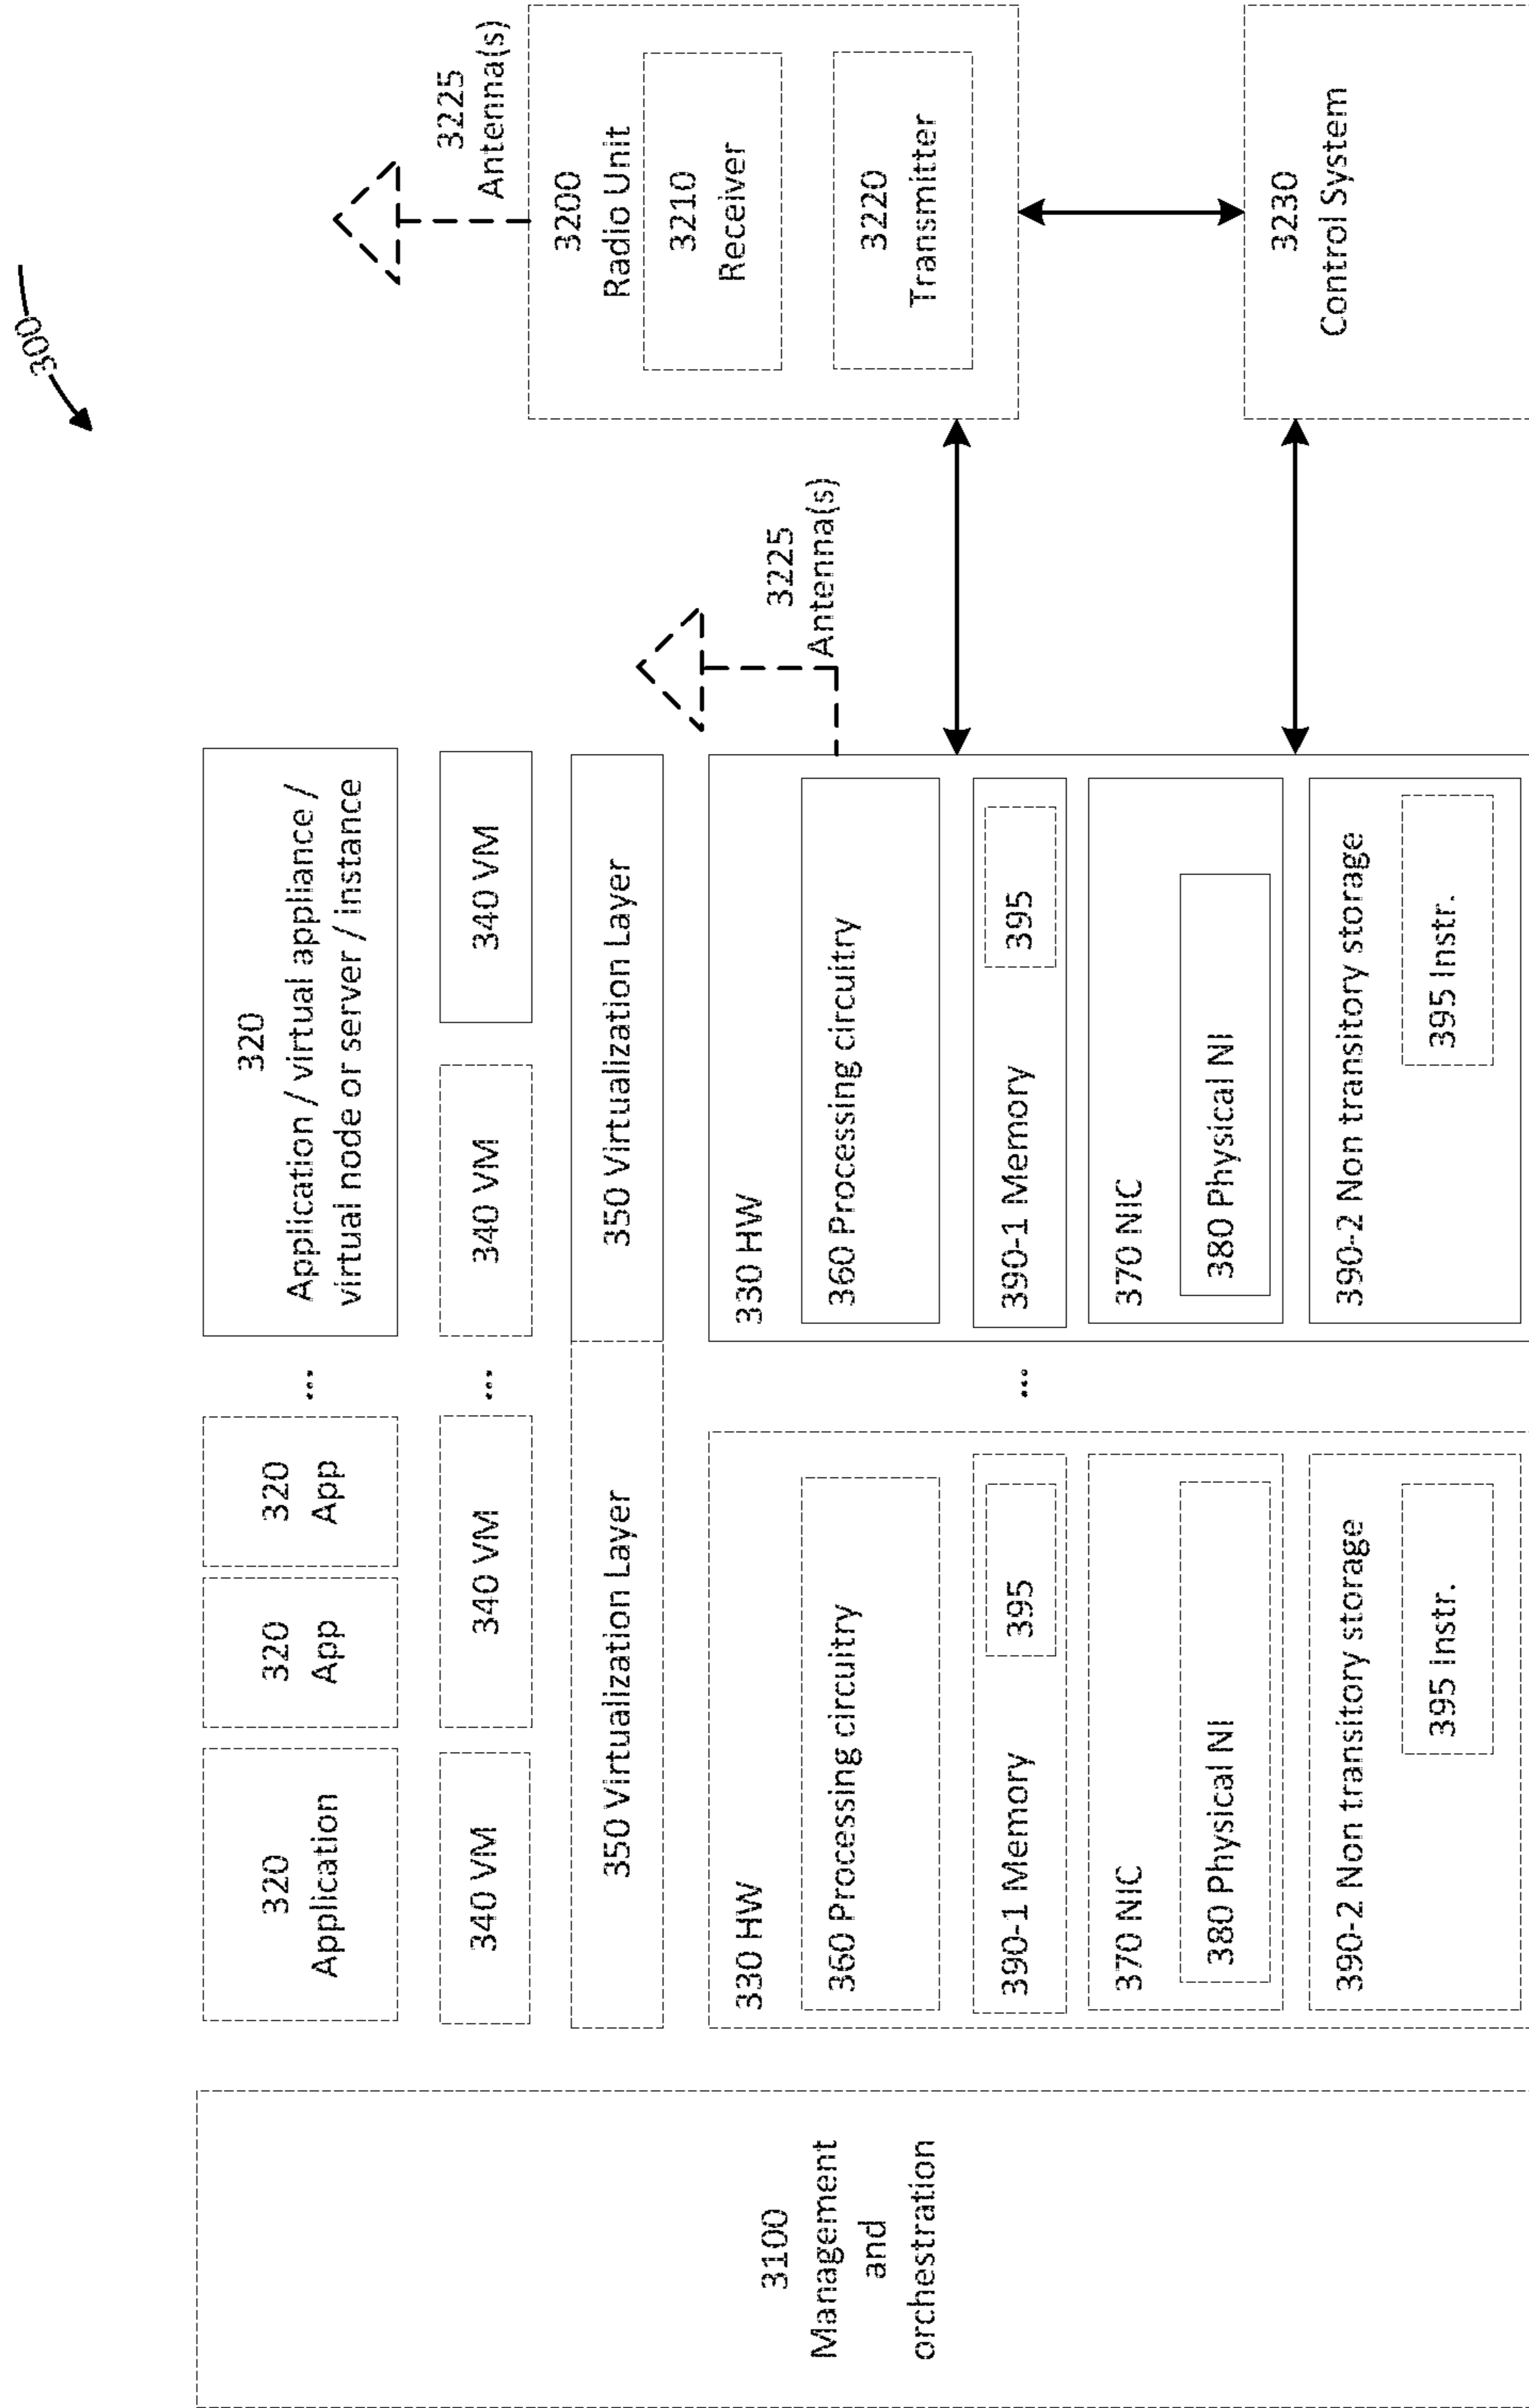 300
3100
Management
and
orchestration
320
Application
320
App
320
App
...
320
Application / virtual appliance /
virtual node or server / instance
340 VM
340 VM
...
340 VM
340 VM
350 Virtualization Layer
350 Virtualization Layer
330 HW
360 Processing circuitry
390-1 Memory
395
370 NIC
380 Physical NI
390-2 Non transitory storage
395 Instr.
...
330 HW
360 Processing circuitry
390-1 Memory
395
370 NIC
380 Physical NI
390-2 Non transitory storage
395 Instr.
3225
Antenna(s)
3225
Antenna(s)
3200
Radio Unit
3210
Receiver
3220
Transmitter
3230
Control System